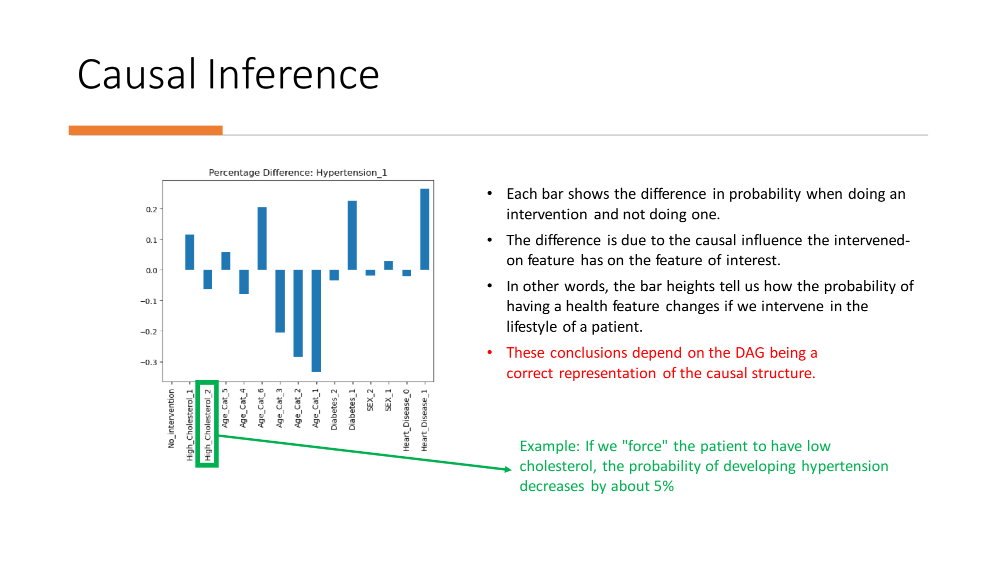 Causal Inference
Percentage Difference: Hypertension_1
0.2
0.1
0.0
−0.1
−0.2
−0.3
No_intervention
High_Cholesterol_1
High_Cholesterol_2
Age_Cat_5
Age_Cat_4
Age_Cat_6
Age_Cat_3
Age_Cat_2
Age_Cat_1
Diabetes_2
Diabetes_1
SEX_2
SEX_1
Heart_Disease_0
Heart_Disease_1
• Each bar shows the difference in probability when doing an
intervention and not doing one.
• The difference is due to the causal influence the intervened-
on feature has on the feature of interest.
• In other words, the bar heights tell us how the probability of
having a health feature changes if we intervene in the
lifestyle of a patient.
• These conclusions depend on the DAG being a
correct representation of the causal structure.
Example: If we "force" the patient to have low
cholesterol, the probability of developing hypertension
decreases by about 5%